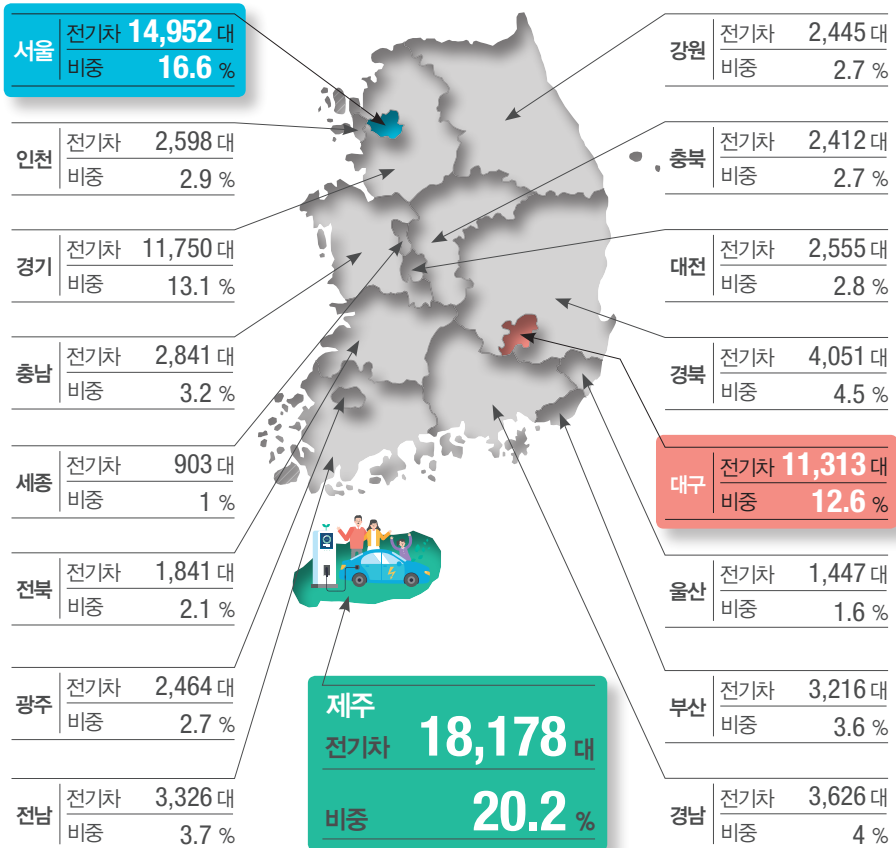 서울
전기차 14,952 대
비중 16.6 %
인천
전기차 2,598 대
비중 2.9 %
경기
전기차 11,750 대
비중 13.1 %
충남
전기차 2,841 대
비중 3.2 %
세종
전기차 903 대
비중 1 %
전북
전기차 1,841 대
비중 2.1 %
광주
전기차 2,464 대
비중 2.7 %
전남
전기차 3,326 대
비중 3.7 %
제주
전기차 18,178 대
비중 20.2 %
강원
전기차 2,445 대
비중 2.7 %
충북
전기차 2,412 대
비중 2.7 %
대전
전기차 2,555 대
비중 2.8 %
경북
전기차 4,051 대
비중 4.5 %
대구
전기차 11,313 대
비중 12.6 %
울산
전기차 1,447 대
비중 1.6 %
부산
전기차 3,216 대
비중 3.6 %
경남
전기차 3,626 대
비중 4 %